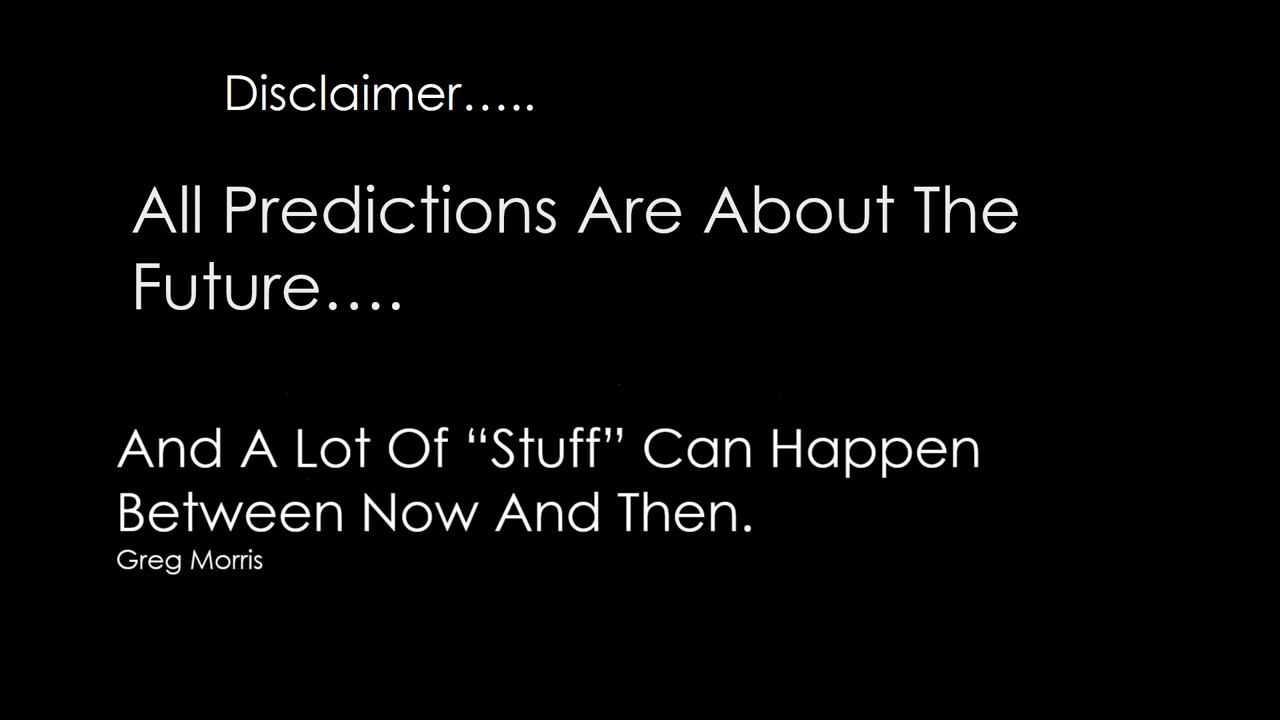 Disclaimer…..
All Predictions Are About The
Future….
And A Lot Of “Stuff” Can Happen
Between Now And Then.
Greg Morris